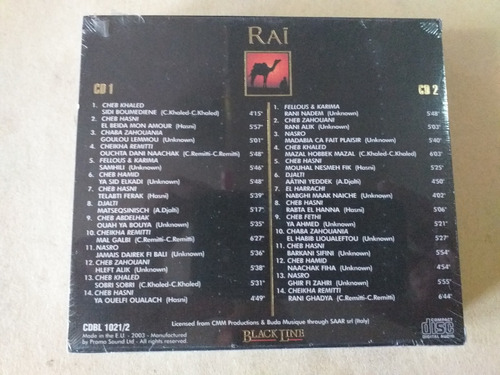 RAÏ
CD 1
1. CHEB KHALED
SIDI BOUMEDIENE (C.Khaled-C.Khaled) 4'15"
2. CHEB HASNI
EL BEIDA MON AMOUR (Hasni) 5'57"
3. CHABA ZAHOUANIA
GOULOU LEMMOLI (Unknown) 5'01"
4. CHEIKHA REMITTI
OUCHTA DANI NAACHAK (C.Remitti-C.Remitti) 5'48"
5. FELLOUS & KARIMA
SAMHILI (Unknown) 5'46"
6. CHEB HAMID
YA SID ELKADI (Unknown) 5'48"
7. CHEB HASNI
TELABTI FERAK (Hasni) 5'39"
8. DJALTI
MATSEQSINISCH (A.Djalti) 5'17"
9. CHEB ABDELHAK
OUAH YA BOUYA (Unknown) 5'35"
10. CHEIKHA REMITTI
MAL GALBI (C.Remitti-C.Remitti) 6'27"
11. NASRO
JAMAIS DAIREK FI BALI (Unknown) 5'36"
12. CHEB ZAHOUANI
HLEFT ALIK (Unknown) 5'38"
13. CHEB KHALED
SOBRI SOBRI (C.Khaled-C.Khaled) 5'31"
14. CHEB HASNI
YA OUELFI OUALACH (Hasni) 4'49"
CD 2
1. FELLOUS & KARIMA
RANI NADEM (Unknown) 5'48"
2. CHEB ZAHOUANI
RANI ALIK (Unknown) 5'03"
3. NASRO
MADABIA CA FAIT PLAISIR (Unknown) 5'40"
4. CHEB KHALED
MAZAL HOBBEK MAZAL (C.Khaled-C.Khaled) 6'03"
5. CHEB HASNI
MOUHAL NESMEH FIK (Hasni) 5'25"
6. DJALTI
AÂTINI YEDDEK (A.Djalti) 4'50"
7. EL HARRACHI
NABGHI MAAK NAICHE (Unknown) 4'02"
8. CHEB HASNI
RABTA EL HANNA (Hasni) 5'06"
9. CHEB FETHI
YA AHMED (Unknown) 5'21"
10. CHABA ZAHOUANIA
EL HABIB LIQUALEFTOU (Unknown) 5'27"
11. CHEB HASNI
BARKANI SIFINI (Unknown) 5'54"
12. CHEB HAMID
NAACHAK FIHA (Unknown) 4'54"
13. NASRO
GHIR FI ZAHRI (Unknown) 5'55"
14. CHEIKHA REMITTI
RANI GHADYA (C.Remitti-C.Remitti) 6'44"
CDBL 1021/2
Licensed from CMM Productions & Buda Musique through SAAR srl (Italy)
Made in the E.U - 2003 - Manufactured
by Promo Sound Ltd - All rights reserved.
BLACK LINE
COMPACT
disc
DIGITAL AUDIO